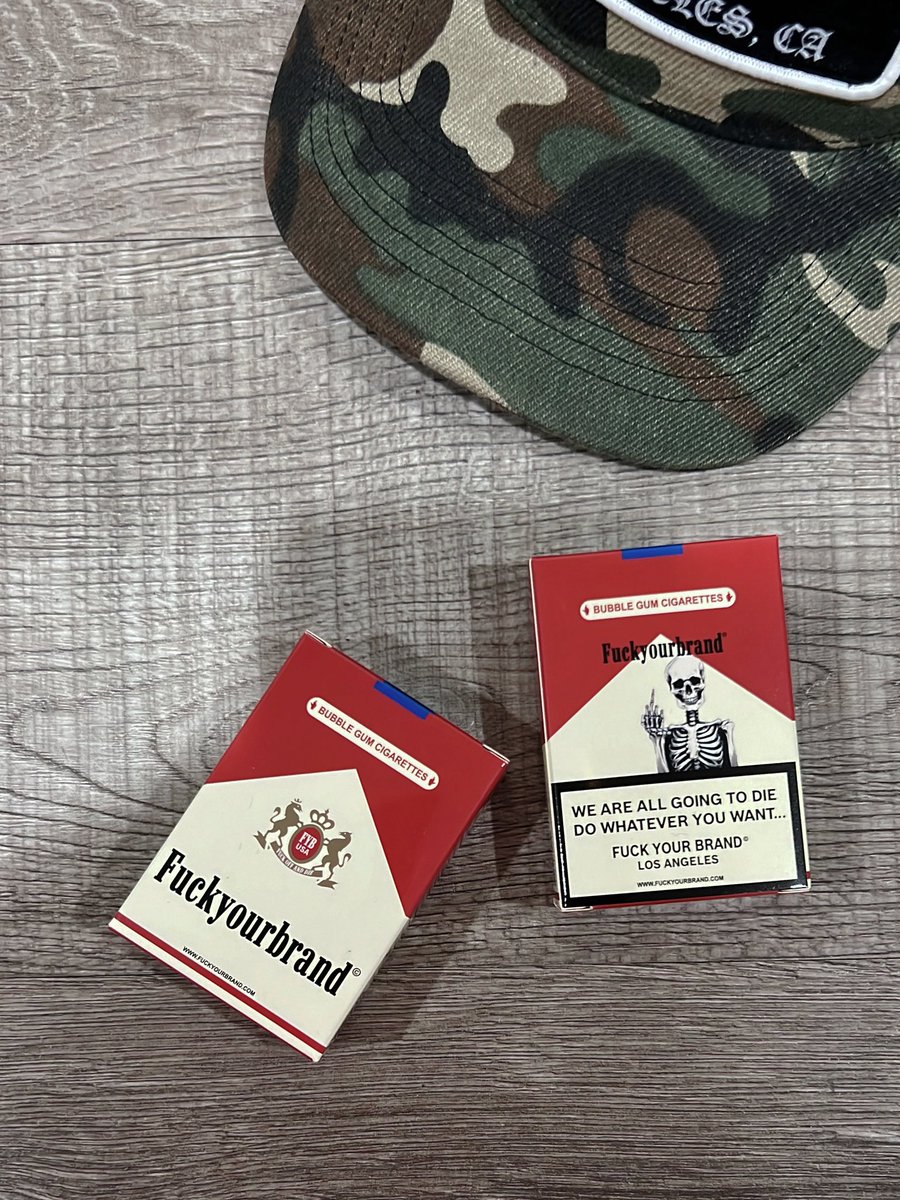 LES, CA
BUBBLE GUM CIGARETTES
Fuckyourbrand®
WE ARE ALL GOING TO DIE
DO WHATEVER YOU WANT...
FUCK YOUR BRAND©
LOS ANGELES
WWW.FUCKYOURBRAND.COM
BUBBLE GUM CIGARETTES
FYB
USA
Fuckyourbrand©
WWW.FUCKYOURBRAND.COM